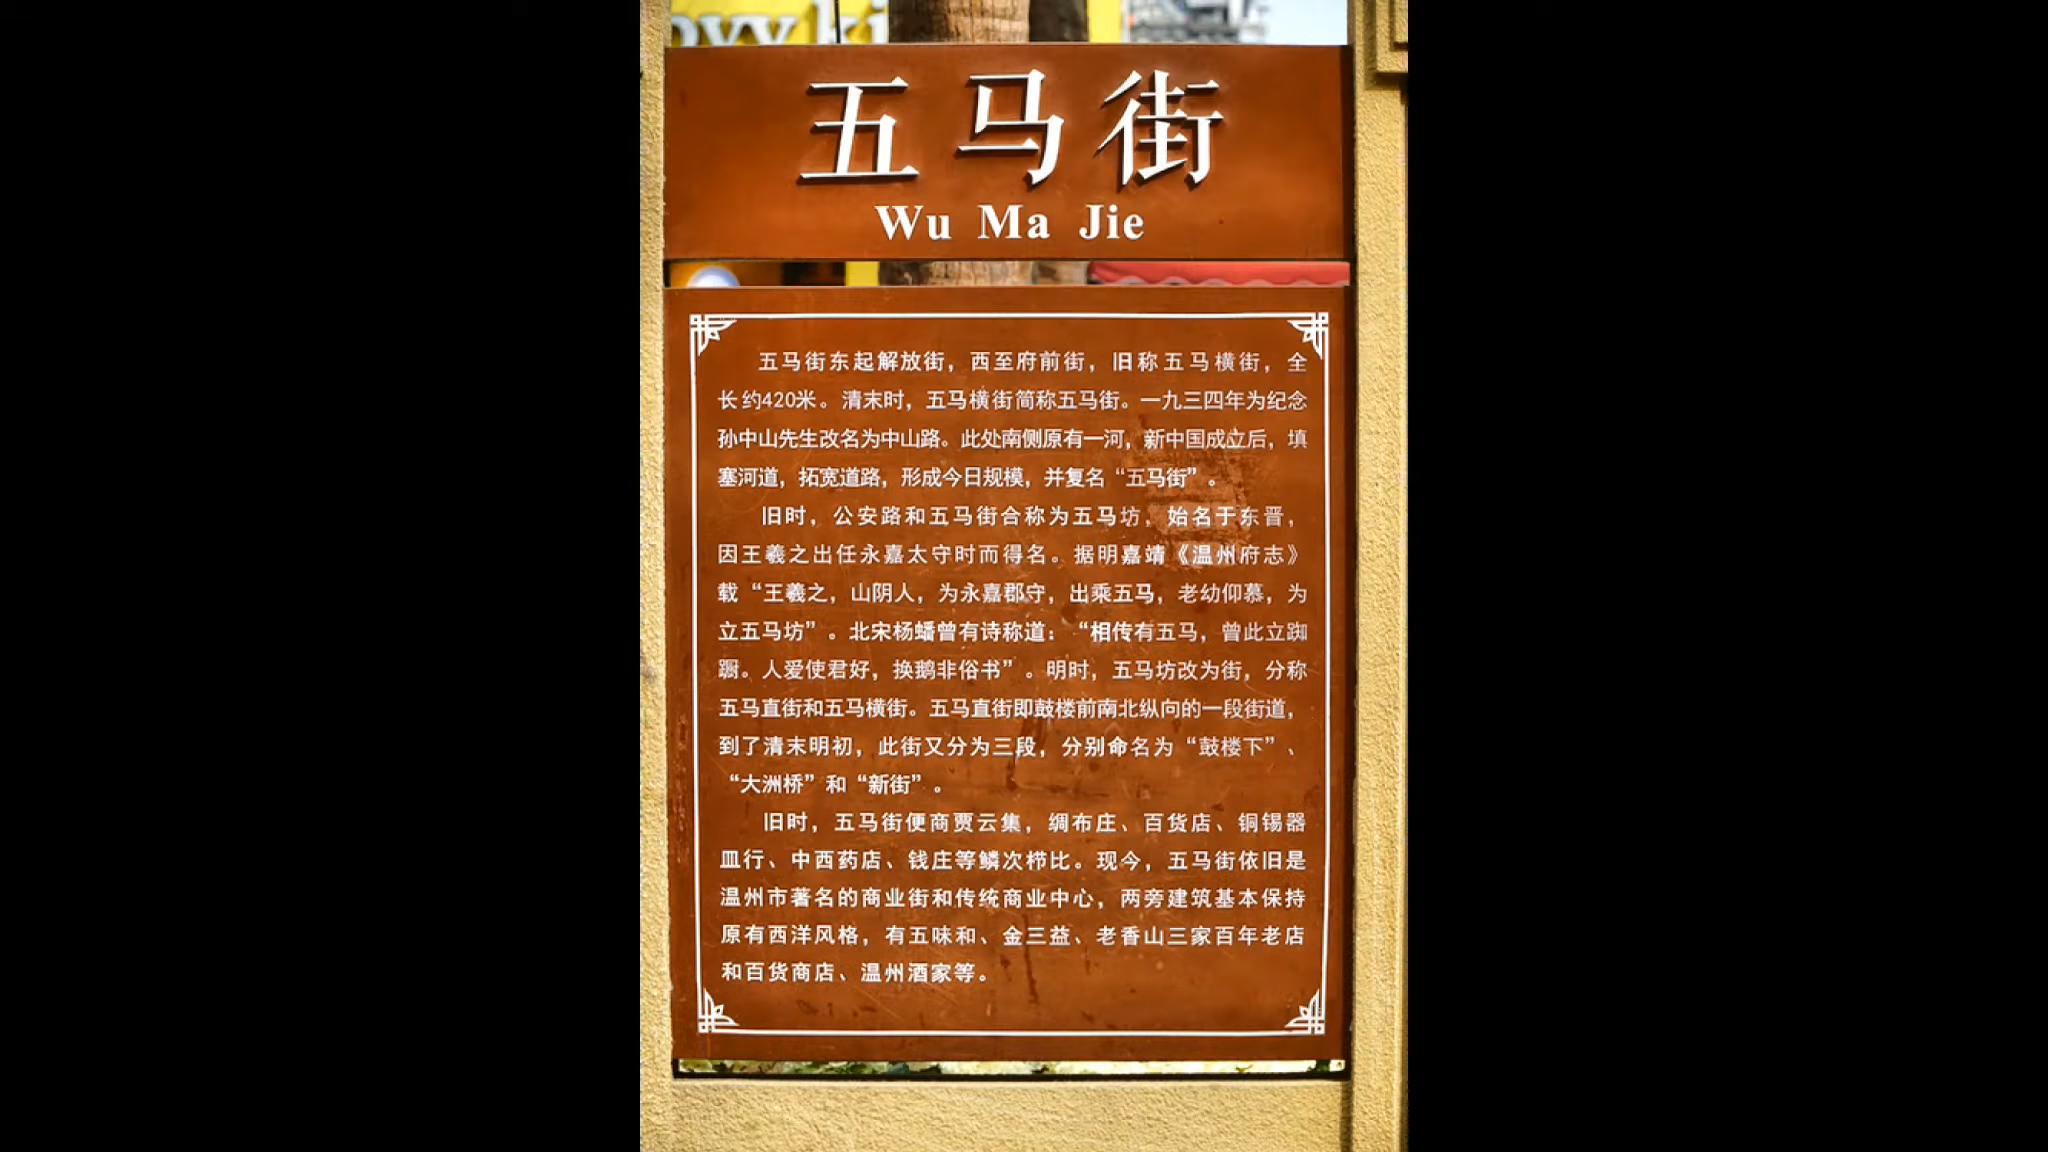 五马街
Wu Ma Jie
五马街东起解放街，西至府前街，旧称五马横街，全
长约420米。清末时，五马横街简称五马街。一九三四年为纪念
孙中山先生改名为中山路。此处南侧原有一河，新中国成立后，填
塞河道，拓宽道路，形成今日规模，并复名“五马街”。
旧时，公安路和五马街合称为五马坊，始名于东晋，
因王羲之出任永嘉太守时而得名。据明嘉靖《温州府志》
载“王羲之，山阴人，为永嘉郡守，出乘五马，老幼仰慕，为
立五马坊”。北宋杨蟠曾有诗称道：“相传有五马，曾此立踟
蹰。人爱使君好，换鹅非俗书”。明时，五马坊改为街，分称
五马直街和五马横街。五马直街即鼓楼前南北纵向的一段街道，
到了清末明初，此街又分为三段，分别命名为“鼓楼下”、
“大洲桥”和“新街”。
旧时，五马街便商贾云集，绸布庄、百货店、铜锡器
皿行、中西药店、钱庄等鳞次栉比。现今，五马街依旧是
温州市著名的商业街和传统商业中心，两旁建筑基本保持
原有西洋风格，有五味和、金三益、老香山三家百年老店
和百货商店、温州酒家等。